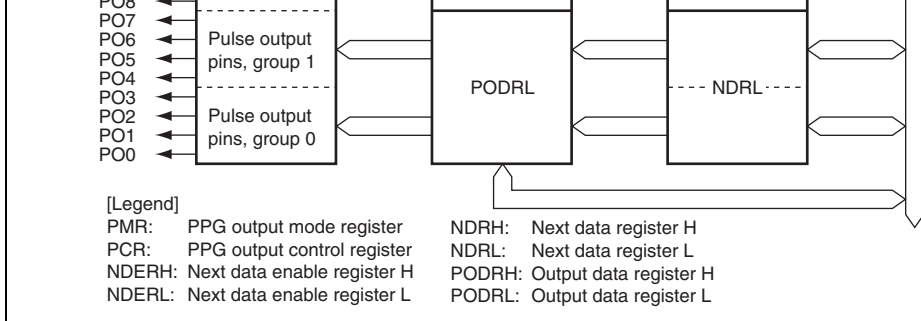 PO8
PO7
PO6
PO5
PO4
PO3
PO2
PO1
PO0
Pulse output
pins, group 1
Pulse output
pins, group 0
PODRL
NDRL
[Legend]
PMR: PPG output mode register
PCR: PPG output control register
NDERH: Next data enable register H
NDERL: Next data enable register L
NDRH: Next data register H
NDRL: Next data register L
PODRH: Output data register H
PODRL: Output data register L